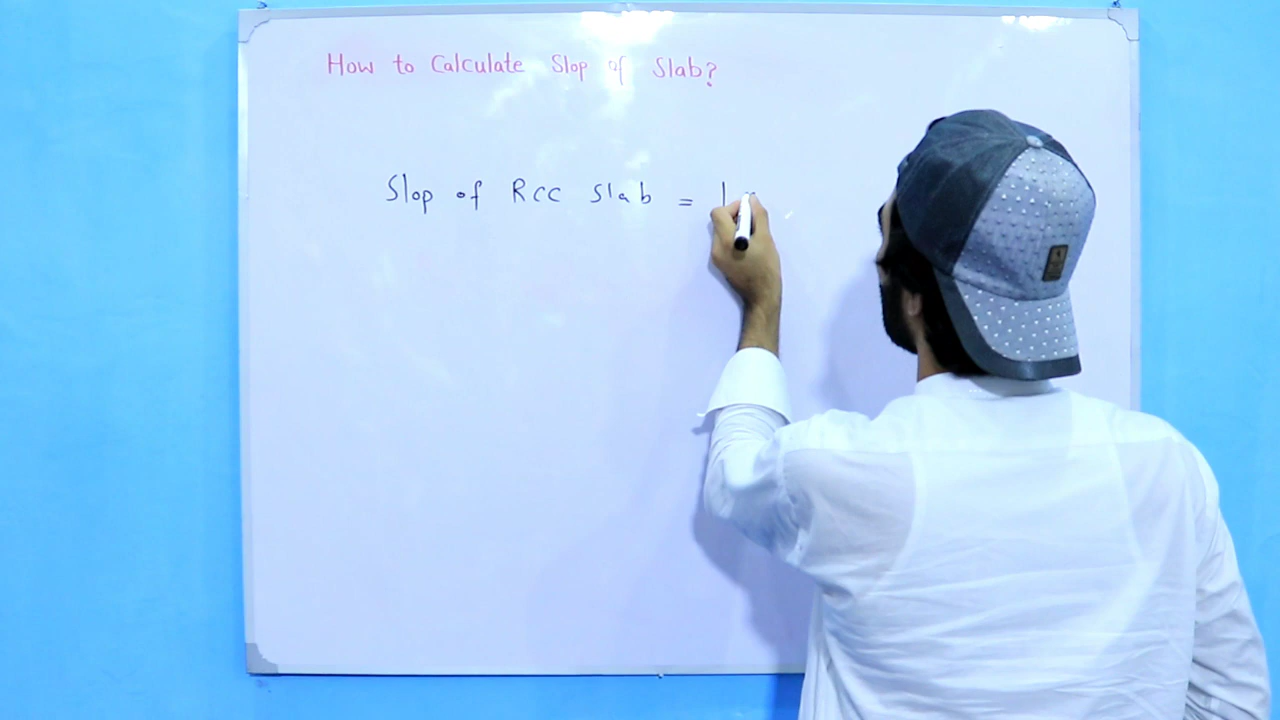 How to Calculate Slop of Slab?
Slop of Rcc Slab =